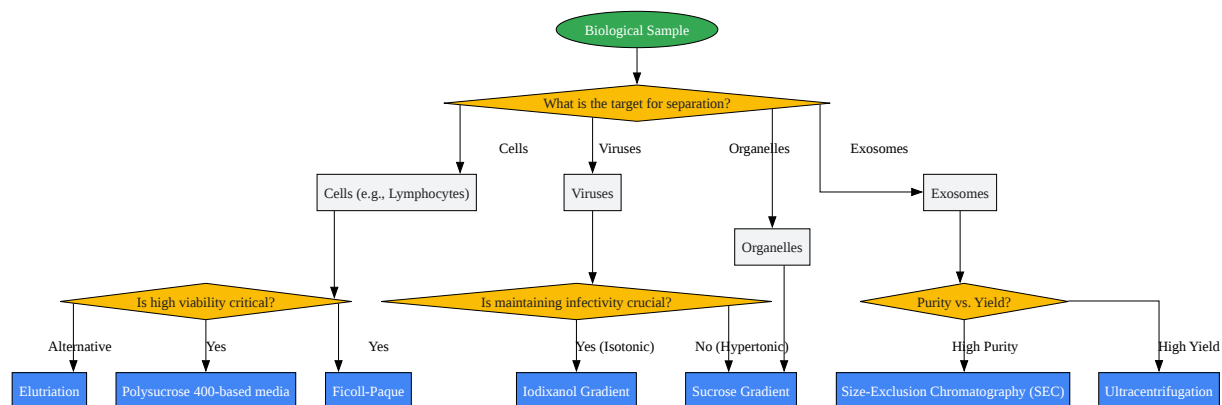 Biological Sample
What is the target for separation?
Cells
Viruses
Organelles
Exosomes
Cells (e.g., Lymphocytes)
Viruses
Exosomes
Organelles
Is high viability critical?
Is maintaining infectivity crucial?
Purity vs. Yield?
Alternative
Yes
Yes
Yes (Isotonic)
No (Hypertonic)
High Purity
High Yield
Elutriation
Polysucrose 400-based media
Ficoll-Paque
Iodixanol Gradient
Sucrose Gradient
Size-Exclusion Chromatography (SEC)
Ultracentrifugation